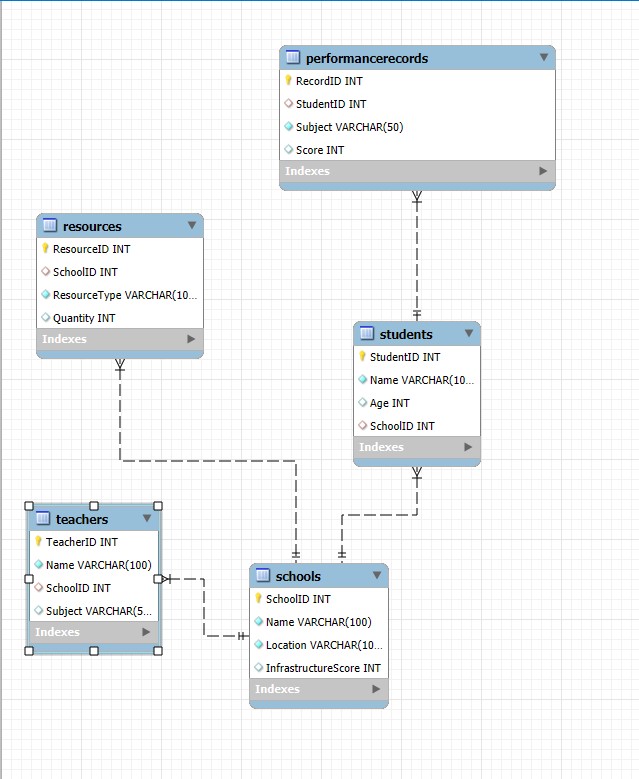 performancerecords
RecordID INT
StudentID INT
Subject VARCHAR(50)
Score INT
Indexes
resources
ResourceID INT
SchoolID INT
ResourceType VARCHAR(10...
Quantity INT
Indexes
students
StudentID INT
Name VARCHAR(10...
Age INT
SchoolID INT
Indexes
teachers
TeacherID INT
Name VARCHAR(100)
SchoolID INT
Subject VARCHAR(5...
Indexes
schools
SchoolID INT
Name VARCHAR(100)
Location VARCHAR(10...
InfrastructureScore INT
Indexes